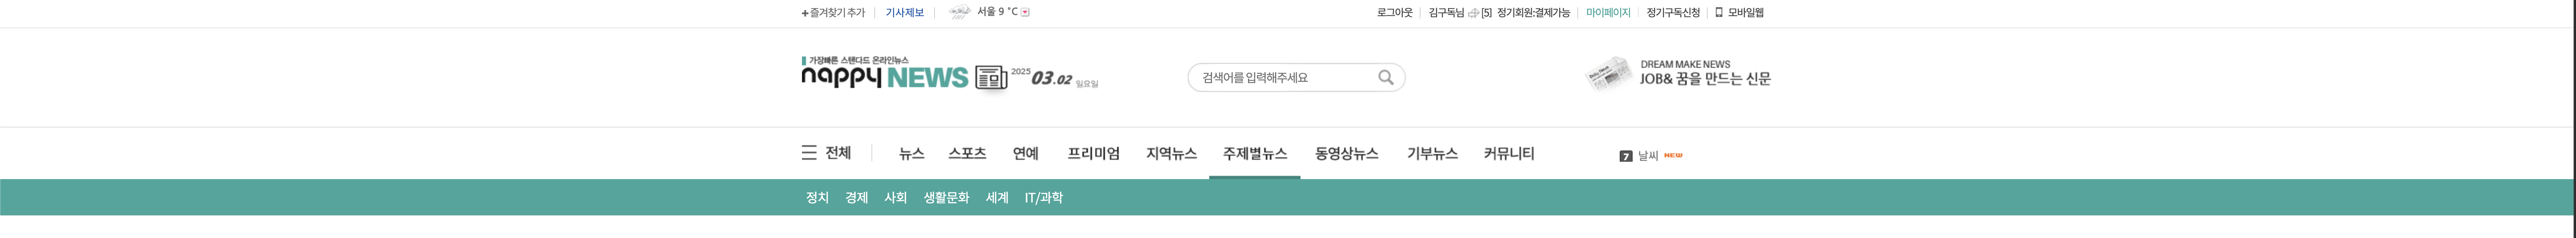 + 즐겨찾기 추가 기사제보 서울 9 °C 로그아웃 김구독님 [5] 정기회원:결제가능 마이페이지 정기구독신청 모바일웹
가장빠른 스탠다드 온라인뉴스
nappy NEWS 2025 03.02 일요일 검색어를 입력해주세요
DREAM MAKE NEWS
JOB& 꿈을 만드는 신문
전체 뉴스 스포츠 연예 프리미엄 지역뉴스 주제별뉴스 동영상뉴스 기부뉴스 커뮤니티 7 날씨 NEW
정치 경제 사회 생활문화 세계 IT/과학